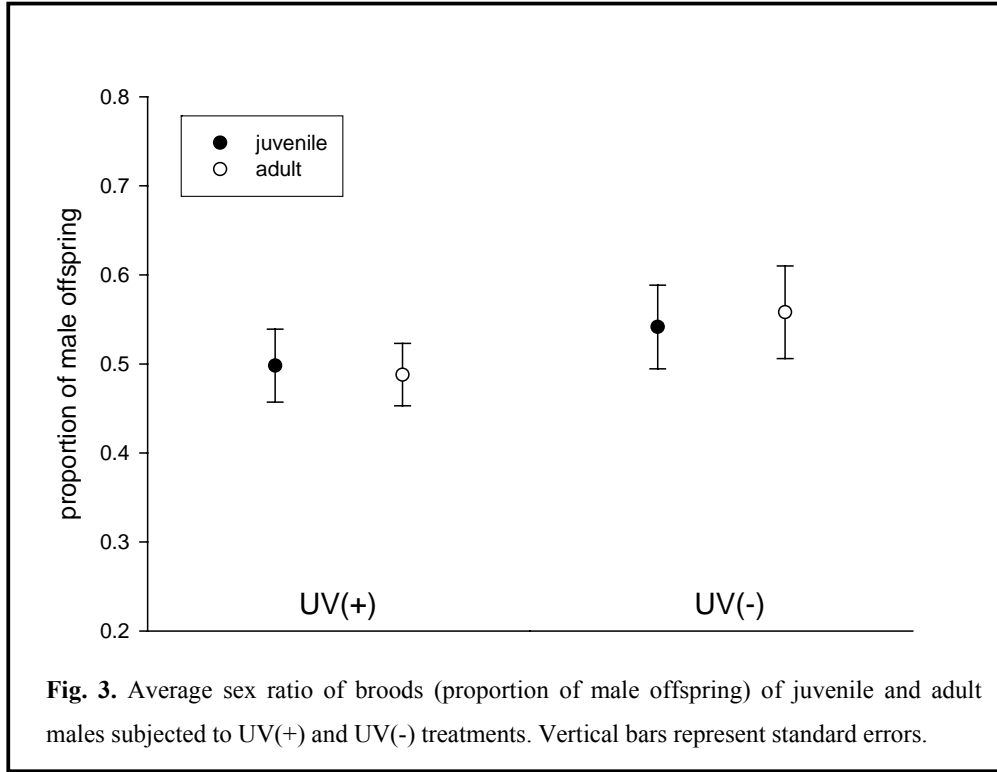 0.8
0.7
0.6
0.5
0.4
0.3
0.2
proportion of male offspring
juvenile
adult
UV(+)
UV(-)
Fig. 3. Average sex ratio of broods (proportion of male offspring) of juvenile and adult
males subjected to UV(+) and UV(-) treatments. Vertical bars represent standard errors.